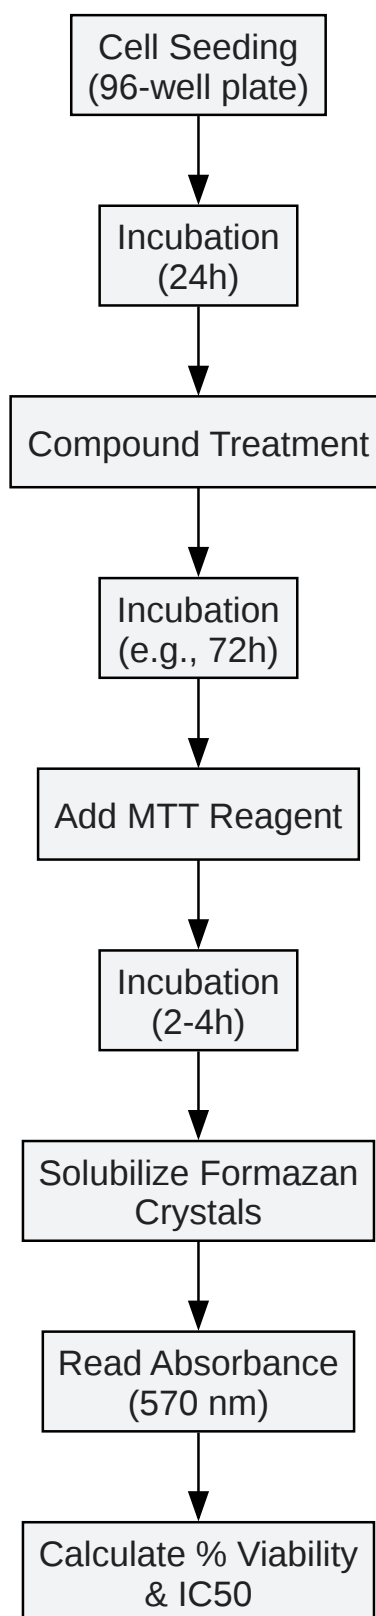 Cell Seeding
(96-well plate)
Incubation
(24h)
Compound Treatment
Incubation
(e.g., 72h)
Add MTT Reagent
Incubation
(2-4h)
Solubilize Formazan
Crystals
Read Absorbance
(570 nm)
Calculate % Viability
& IC50